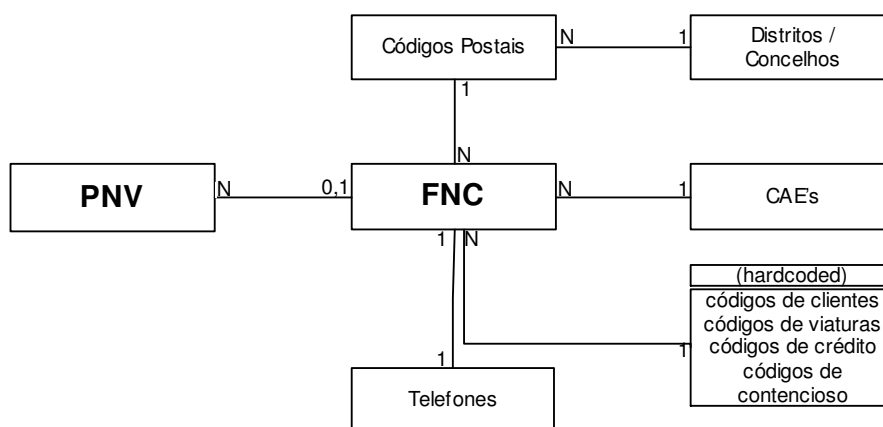 Códigos Postais
N
1
Distritos /
Concelhos
1
N
PNV
N
0,1
FNC
N
1
CAE's
1
N
(hardcoded)
códigos de clientes
códigos de viaturas
códigos de crédito
códigos de
contencioso
1
1
Telefones